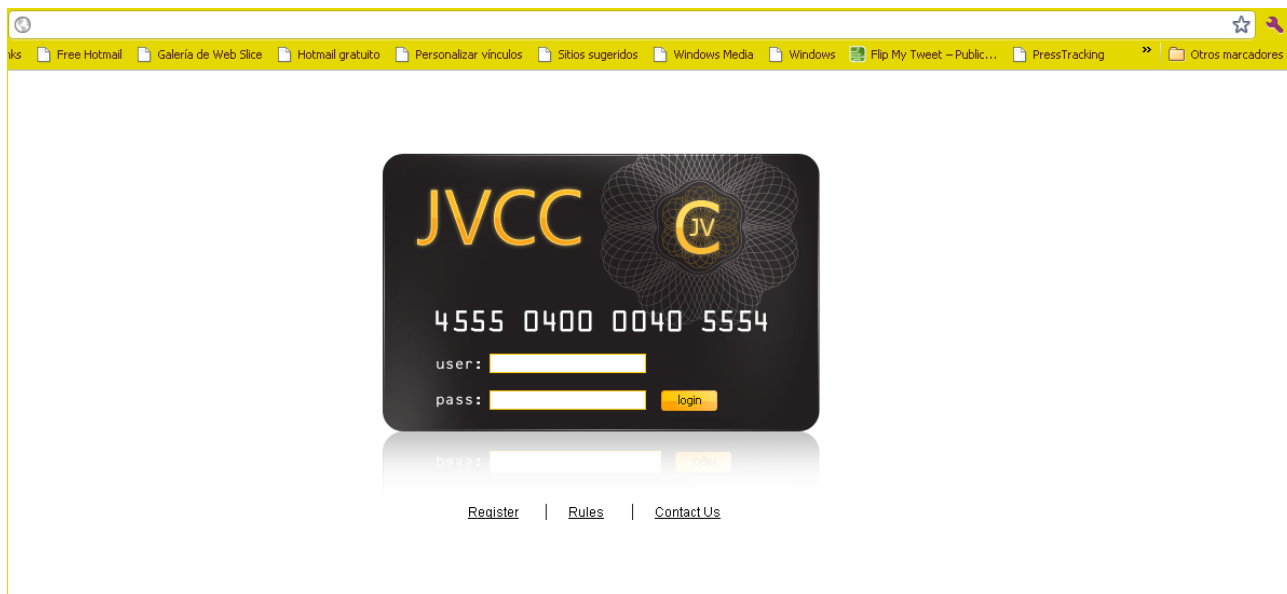 Free Hotmail Galería de Web Slice Hotmail gratuito Personalizar vínculos Sitios sugeridos Windows Media Windows Flip My Tweet – Public... PressTracking » Otros marcadores
JVCC
C JV
4555 0400 0040 5554
user:
pass: login
Register | Rules | Contact Us